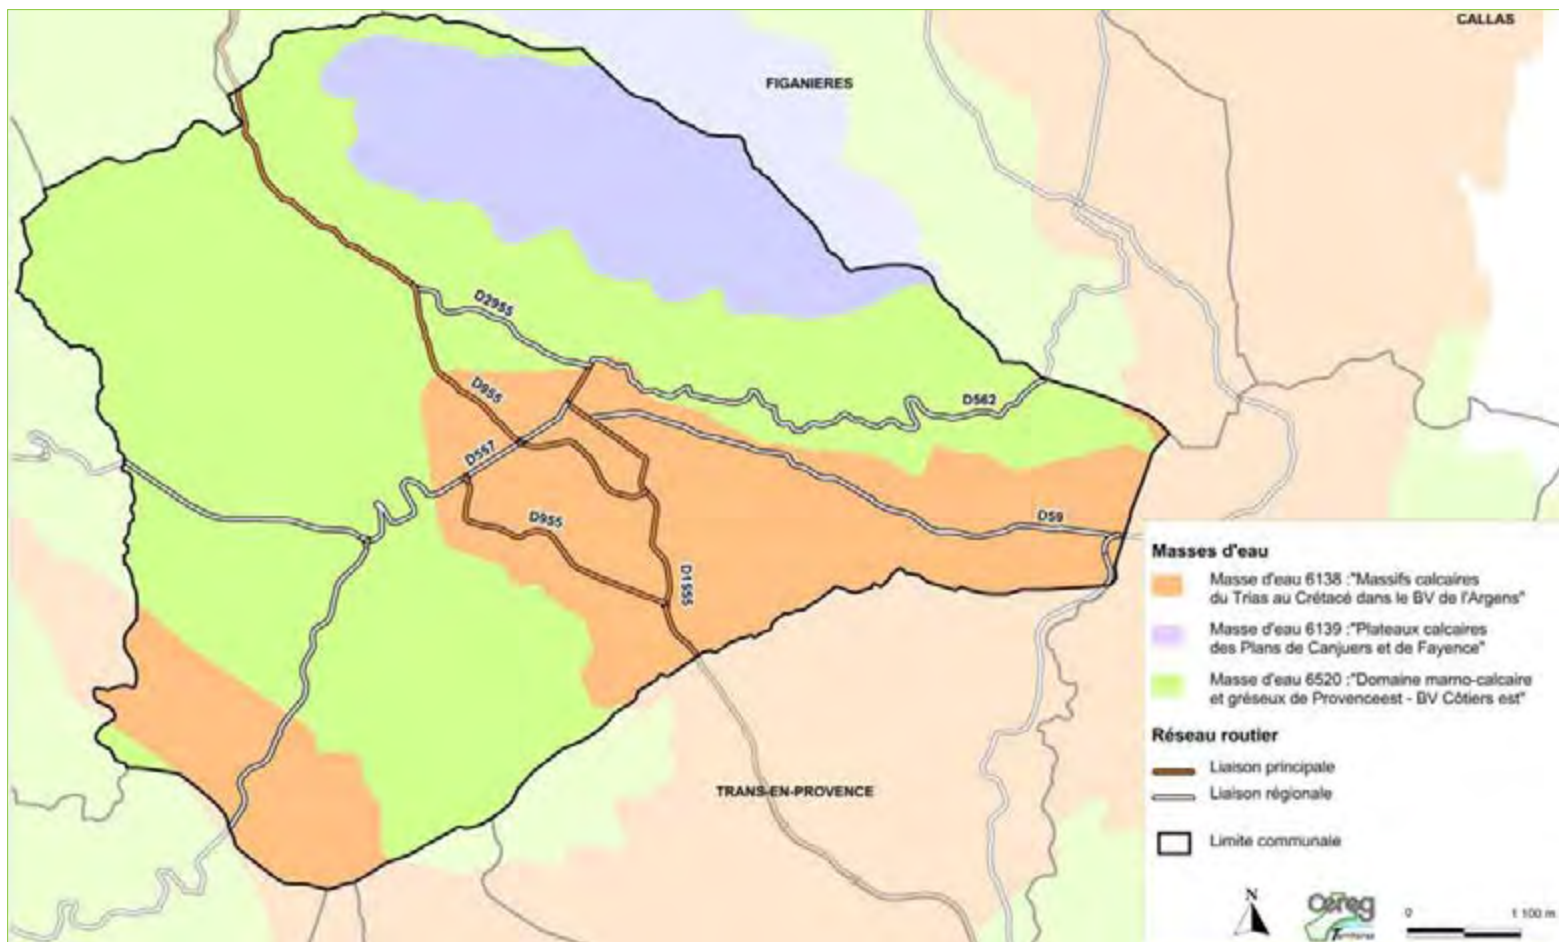 CALLAS
FIGANIERES
D2955
D955
D562
D557
D955
D59
D1555
TRANS-EN-PROVENCE
Masses d'eau
Masse d'eau 6138 :"Massifs calcaires
du Trias au Crétacé dans le BV de l'Argens"
Masse d'eau 6139 :"Plateaux calcaires
des Plans de Canjuers et de Fayence"
Masse d'eau 6520 :"Domaine marno-calcaire
et gréseux de Provenceest - BV Côtiers est"
Réseau routier
Liaison principale
Liaison régionale
Limite communale
N
Cereg
Territoires
0 1 100 m